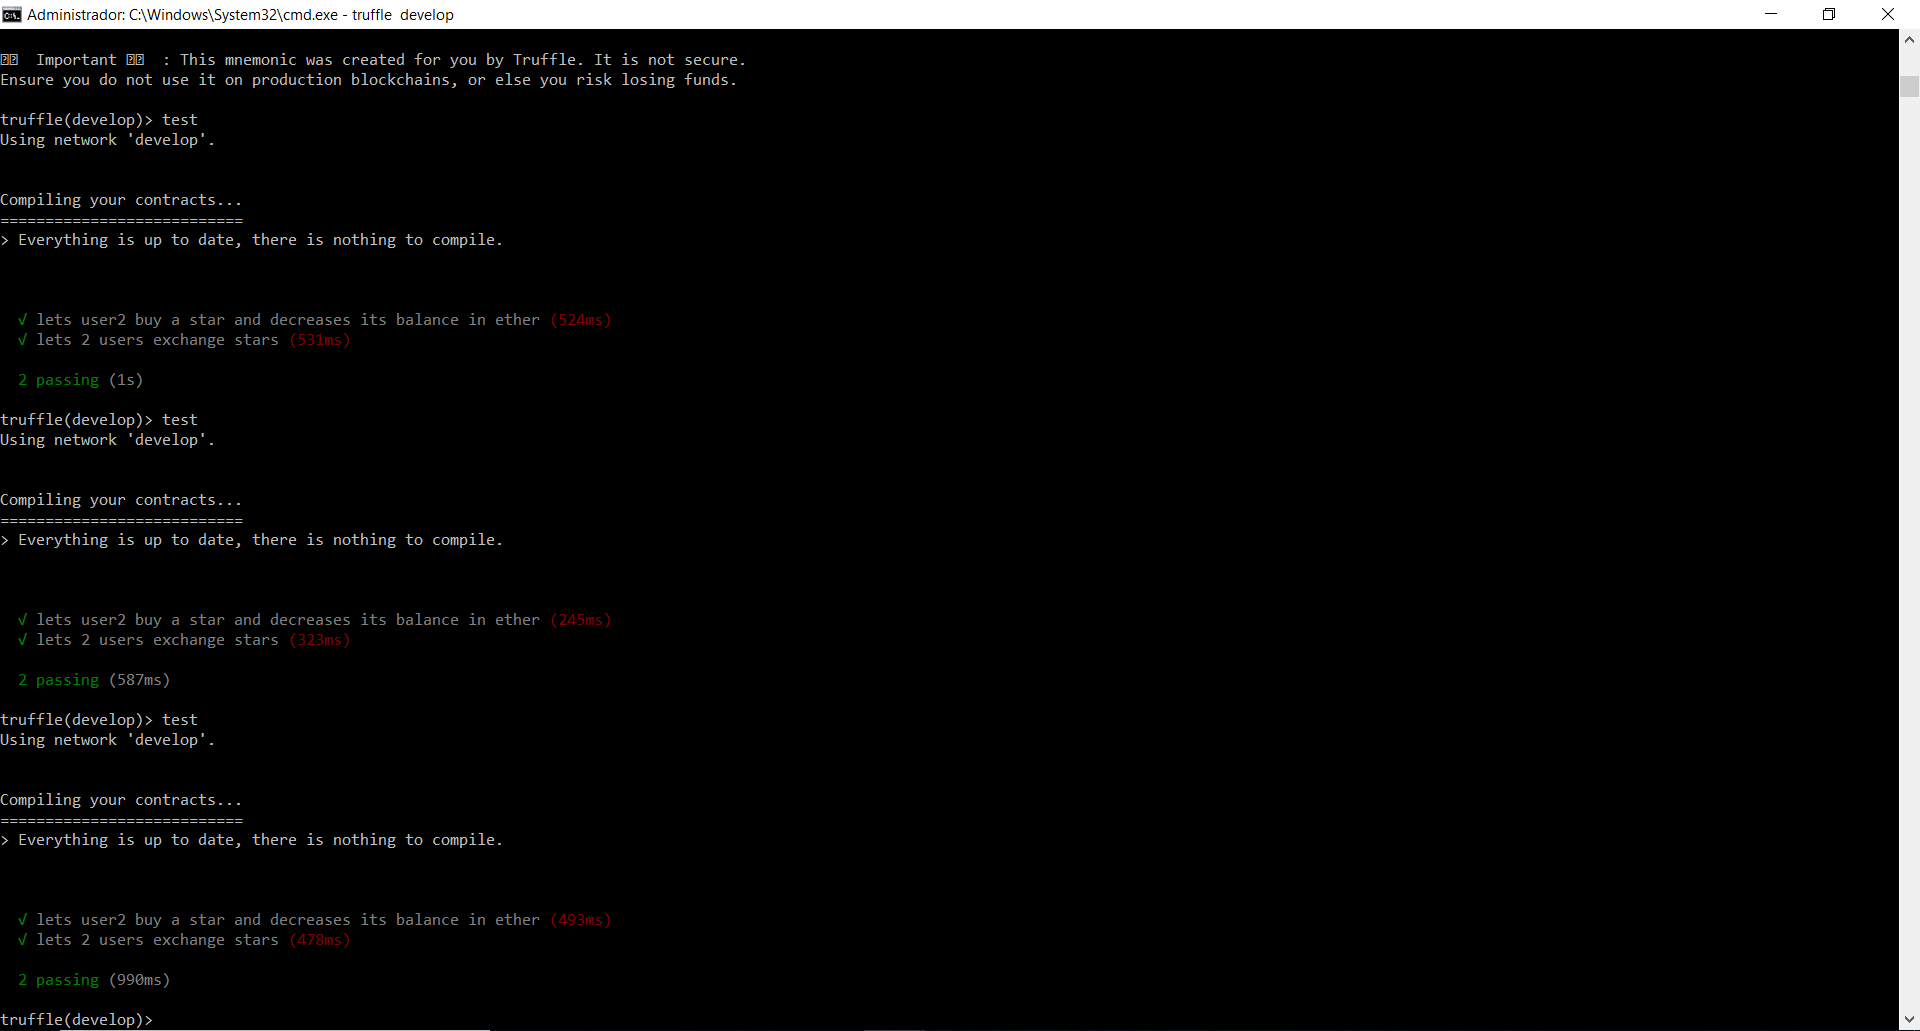 Administrador: C:\Windows\System32\cmd.exe - truffle  develop
Important : This mnemonic was created for you by Truffle. It is not secure.
Ensure you do not use it on production blockchains, or else you risk losing funds.
truffle(develop)> test
Using network 'develop'.
Compiling your contracts...
===========================
> Everything is up to date, there is nothing to compile.
√ lets user2 buy a star and decreases its balance in ether (524ms)
√ lets 2 users exchange stars (531ms)
2 passing (1s)
truffle(develop)> test
Using network 'develop'.
Compiling your contracts...
===========================
> Everything is up to date, there is nothing to compile.
√ lets user2 buy a star and decreases its balance in ether (245ms)
√ lets 2 users exchange stars (323ms)
2 passing (587ms)
truffle(develop)> test
Using network 'develop'.
Compiling your contracts...
===========================
> Everything is up to date, there is nothing to compile.
√ lets user2 buy a star and decreases its balance in ether (493ms)
√ lets 2 users exchange stars (478ms)
2 passing (990ms)
truffle(develop)>